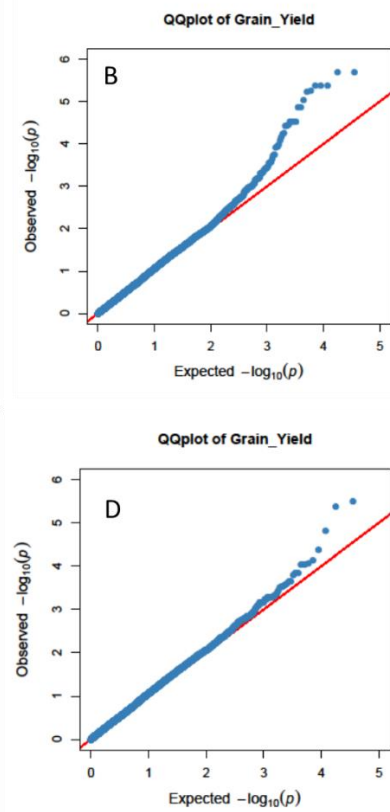 QQplot of Grain_Yield
B
6
5
4
3
2
1
0
Observed −log₁₀(p)
0 1 2 3 4 5
Expected −log₁₀(p)
QQplot of Grain_Yield
D
6
5
4
3
2
1
0
Observed −log₁₀(p)
0 1 2 3 4 5
Expected −log₁₀(p)